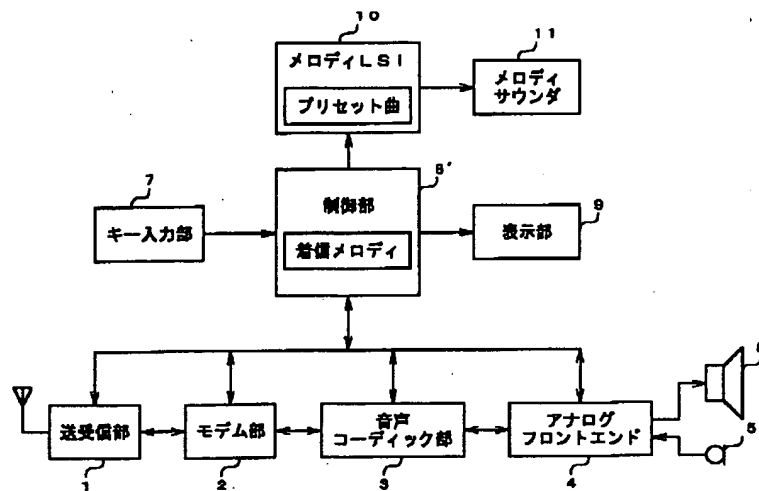 10
メロディLSI
プリセット曲
11
メロディ
サウンダ
7
キー入力部
8'
制御部
着信メロディ
9
表示部
送受信部
1
モデム部
2
音声
コーディック部
3
アナログ
フロントエンド
4
6
5